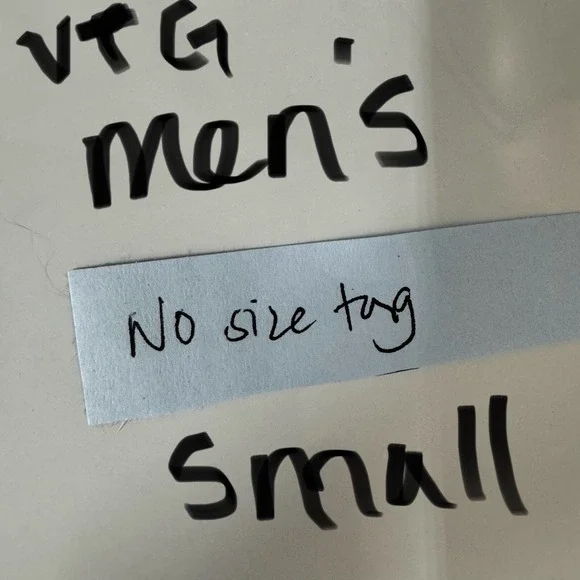 VTG
Men's
No size tag
Small